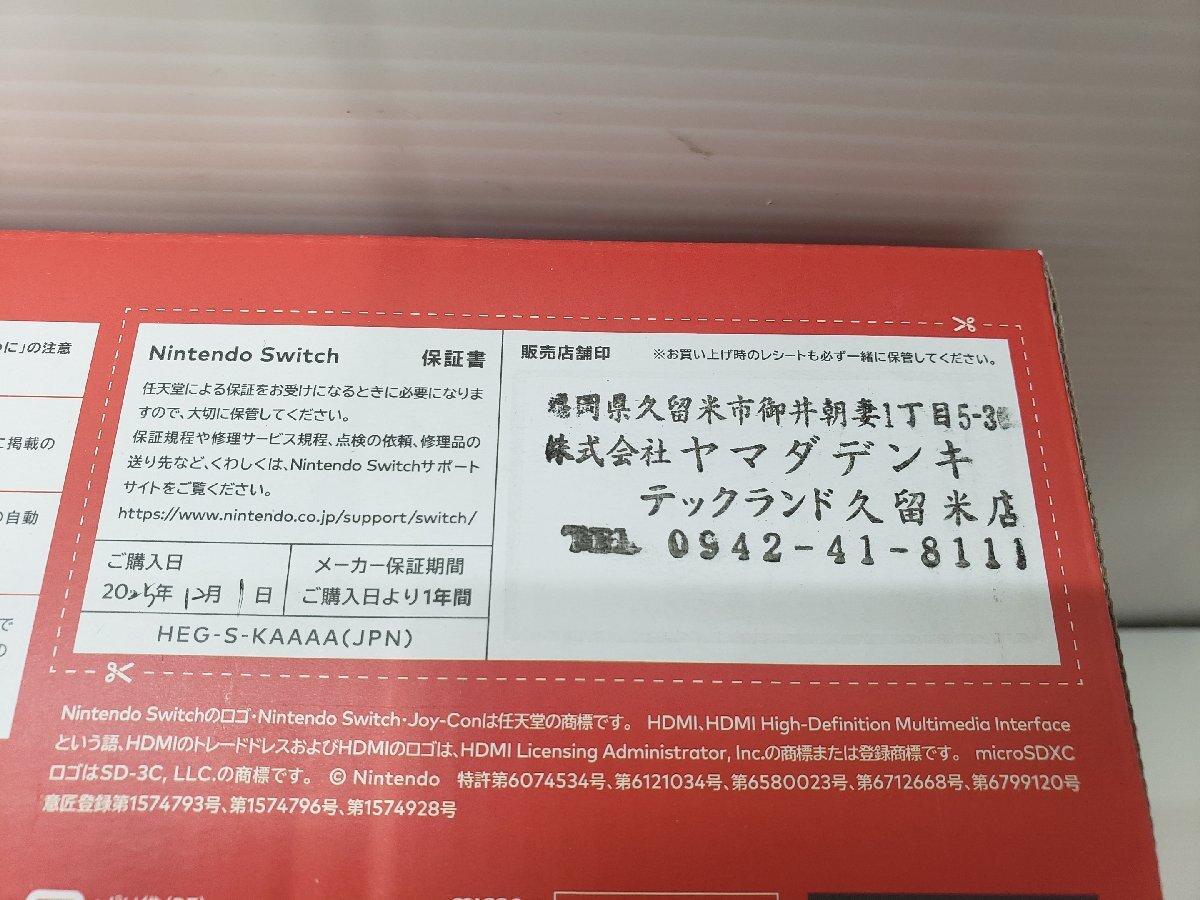 に」の注意
に掲載の
の自動
で
の
Nintendo Switch 保証書
任天堂による保証をお受けになるときに必要になりま
すので、大切に保管してください。
保証規程や修理サービス規程、点検の依頼、修理品の
送り先など、くわしくは、Nintendo Switchサポート
サイトをご覧ください。
https://www.nintendo.co.jp/support/switch/
ご購入日
2025年 12月 1日
メーカー保証期間
ご購入日より1年間
HEG-S-KAAAA(JPN)
販売店舗印 ※お買い上げ時のレシートも必ず一緒に保管してください。
福岡県久留米市御井朝妻1丁目5-30
株式会社ヤマダデンキ
テックランド久留米店
TEL 0942-41-8111
Nintendo Switchのロゴ・Nintendo Switch・Joy-Conは任天堂の商標です。 HDMI、HDMI High-Definition Multimedia Interface
という語、HDMIのトレードドレスおよびHDMIのロゴは、HDMI Licensing Administrator, Inc.の商標または登録商標です。 microSDXC
ロゴはSD-3C, LLC.の商標です。 © Nintendo 特許第6074534号、第6121034号、第6580023号、第6712668号、第6799120号
意匠登録第1574793号、第1574796号、第1574928号